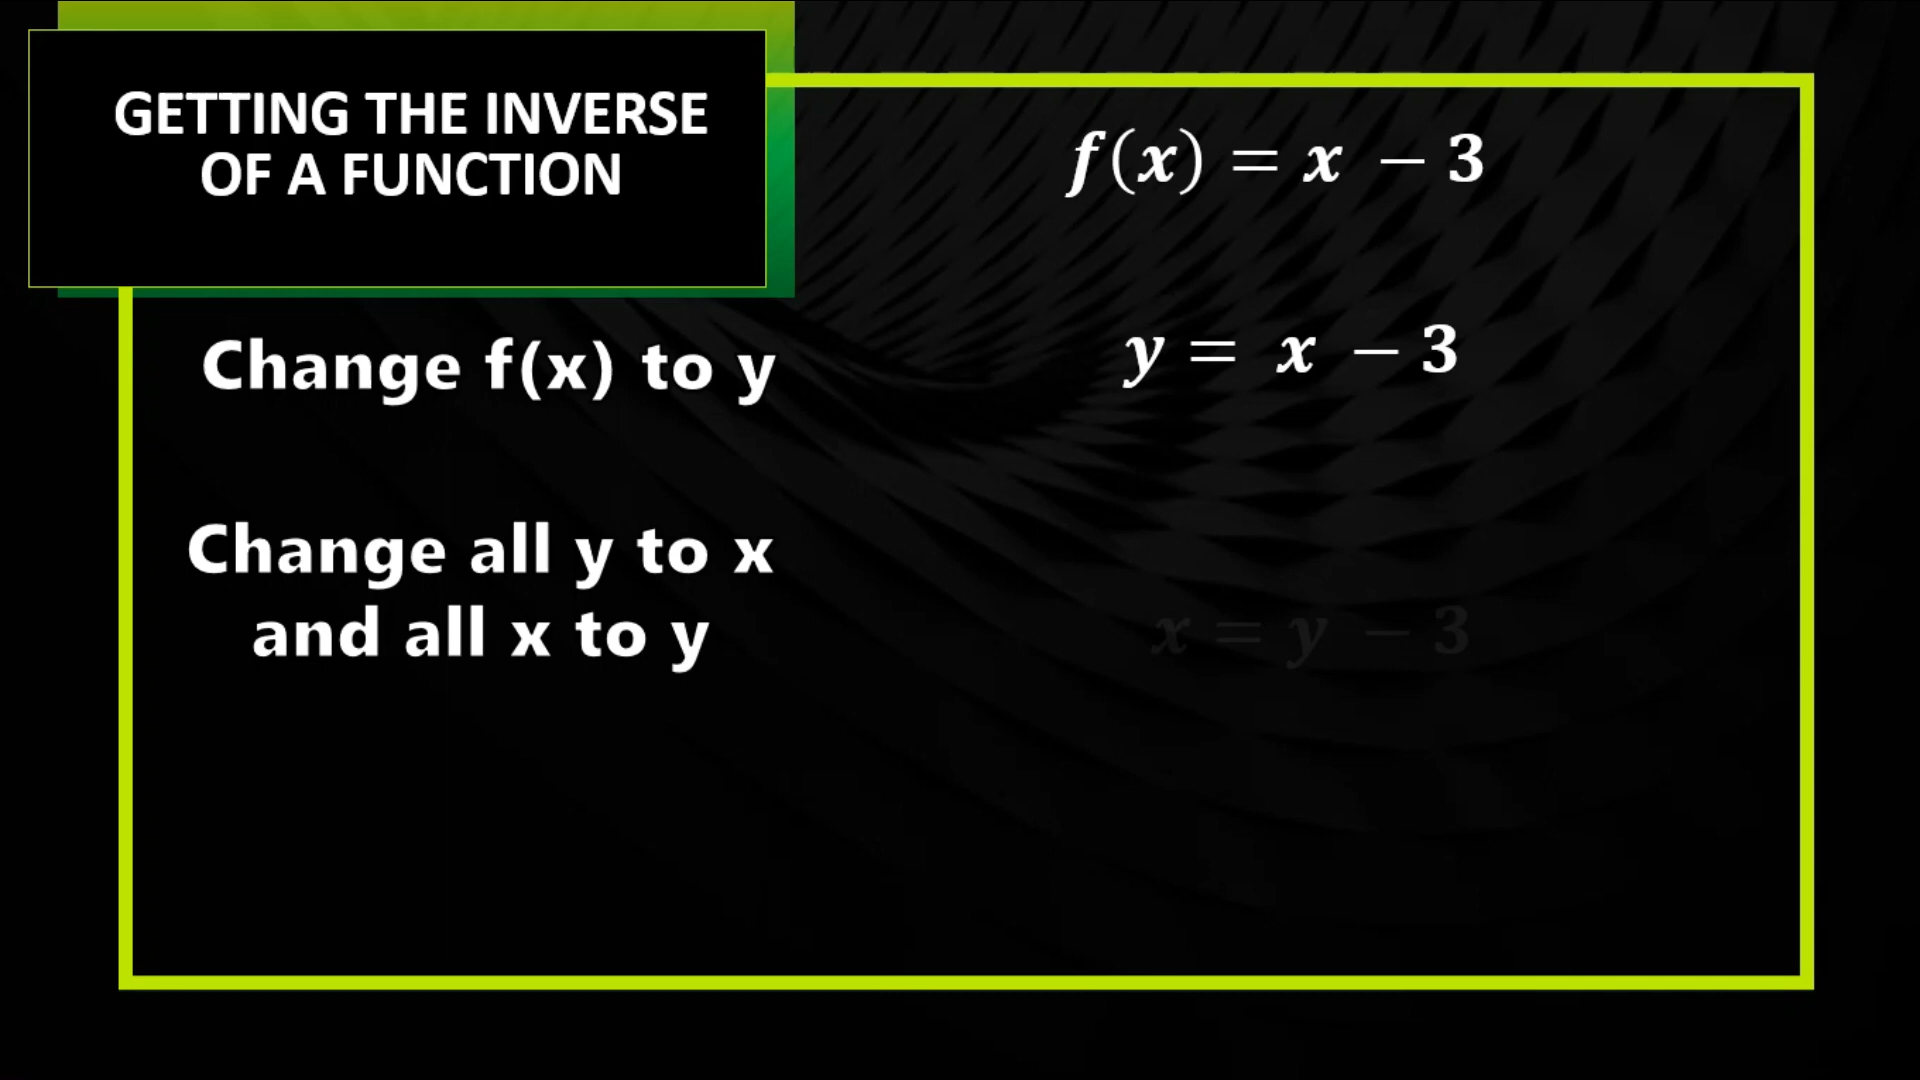 GETTING THE INVERSE
OF A FUNCTION
f(x) = x − 3
Change f(x) to y
y = x − 3
Change all y to x
and all x to y
x = y − 3